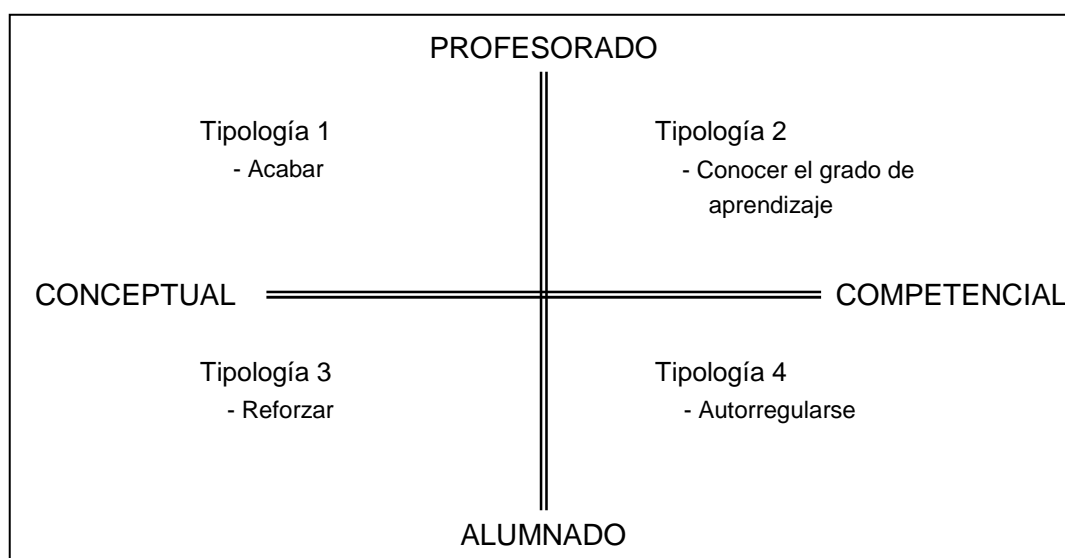 PROFESORADO
Tipología 1
- Acabar
Tipología 2
- Conocer el grado de
aprendizaje
CONCEPTUAL
COMPETENCIAL
Tipología 3
- Reforzar
Tipología 4
- Autorregularse
ALUMNADO